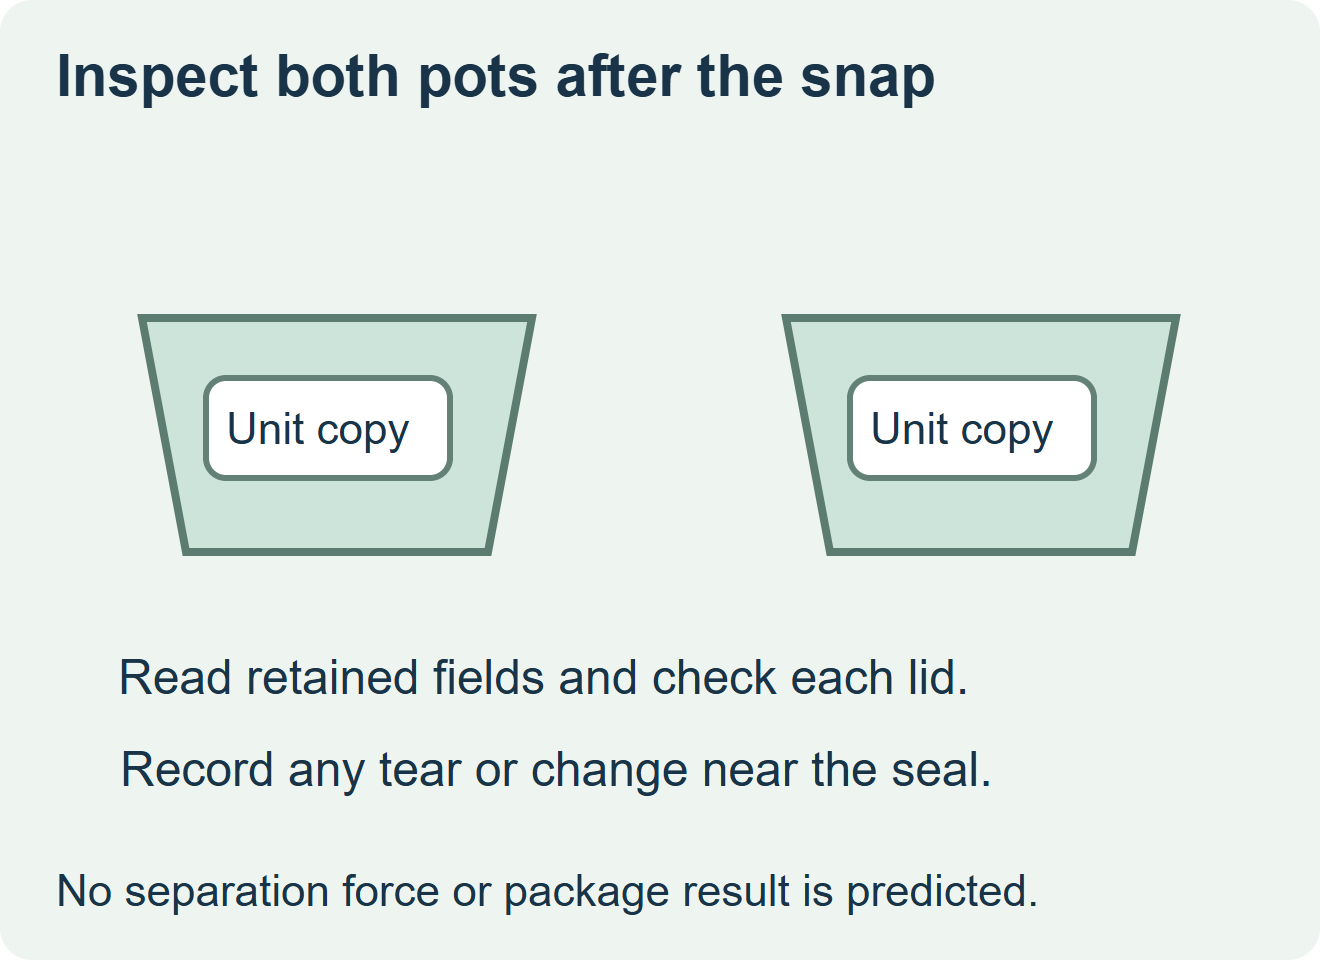 Inspect both pots after the snap
Unit copy
Unit copy
Read retained fields and check each lid.
Record any tear or change near the seal.
No separation force or package result is predicted.